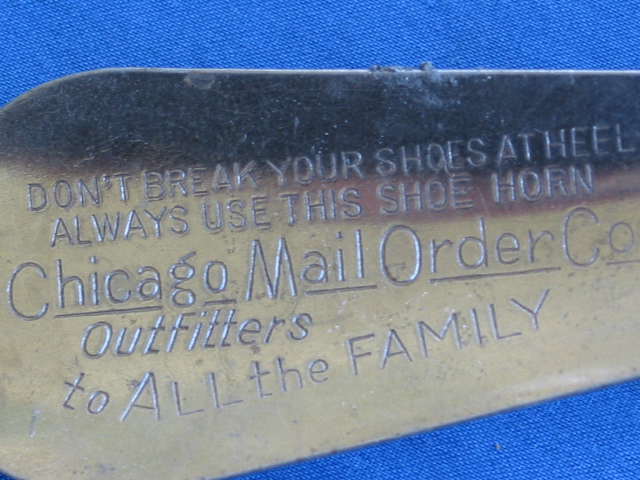 DON'T BREAK YOUR SHOES AT HEEL
ALWAYS USE THIS SHOE HORN
Chicago Mail Order Co
Outfitters
to ALL the FAMILY